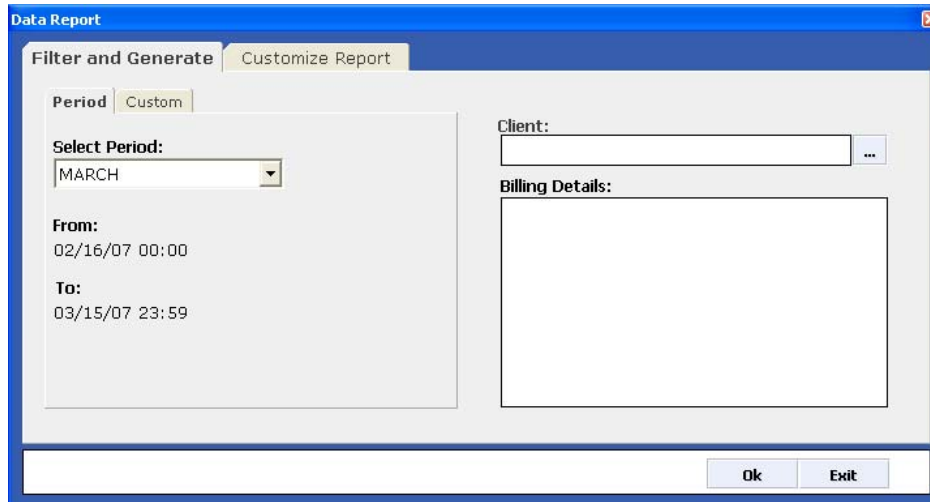 Data Report
Filter and Generate Customize Report
Period Custom
Select Period:
MARCH
From:
02/16/07 00:00
To:
03/15/07 23:59
Client:
...
Billing Details:
Ok Exit